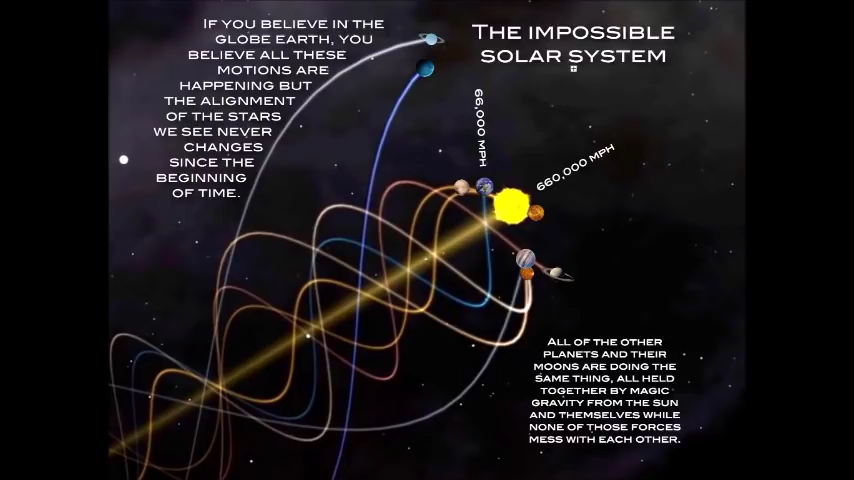 If you believe in the
globe earth, you
believe all these
motions are
happening but
the alignment
of the stars
we see never
changes
since the
beginning
of time.
The impossible
solar system
66,000 mph
660,000 mph
All of the other
planets and their
moons are doing the
same thing, all held
together by magic
gravity from the sun
and themselves while
none of those forces
mess with each other.